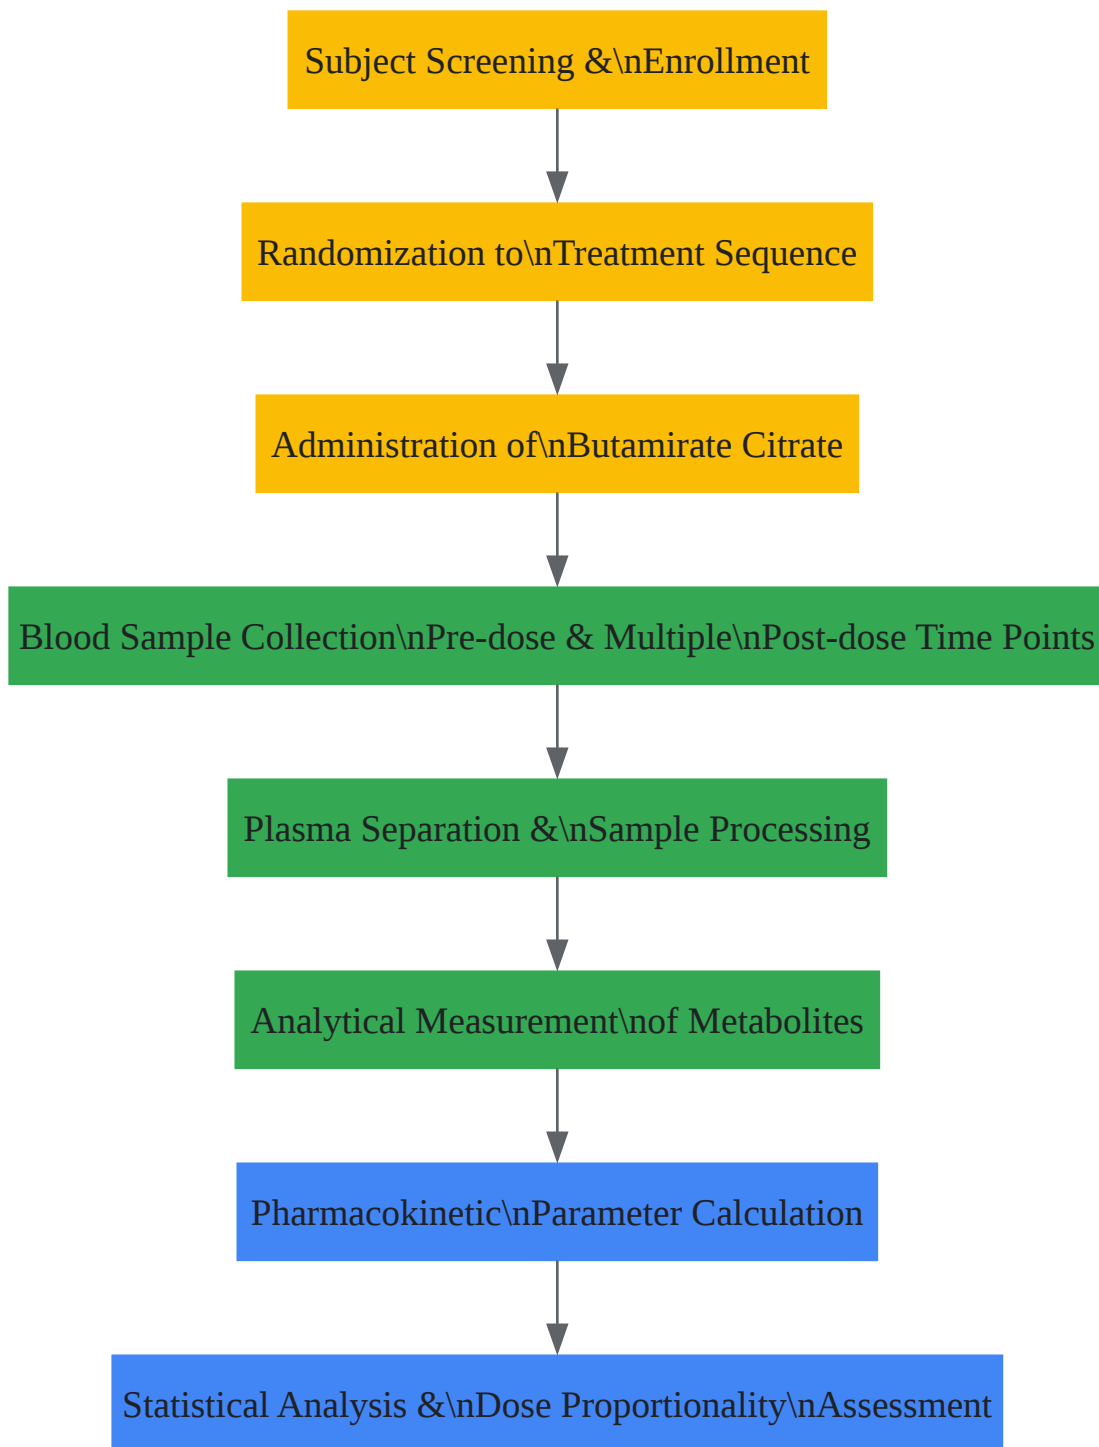 Subject Screening &\nEnrollment
Randomization to\nTreatment Sequence
Administration of\nButamirate Citrate
Blood Sample Collection\nPre-dose & Multiple\nPost-dose Time Points
Plasma Separation &\nSample Processing
Analytical Measurement\nof Metabolites
Pharmacokinetic\nParameter Calculation
Statistical Analysis &\nDose Proportionality\nAssessment